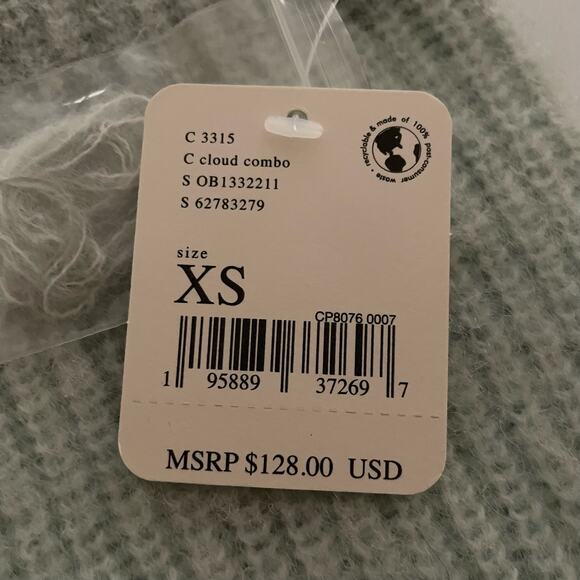 C 3315
C cloud combo
S OB1332211
S 62783279
recyclable & made of 100% post-consumer waste •
size
XS
CP8076 0007
1 95889 37269 7
MSRP $128.00 USD